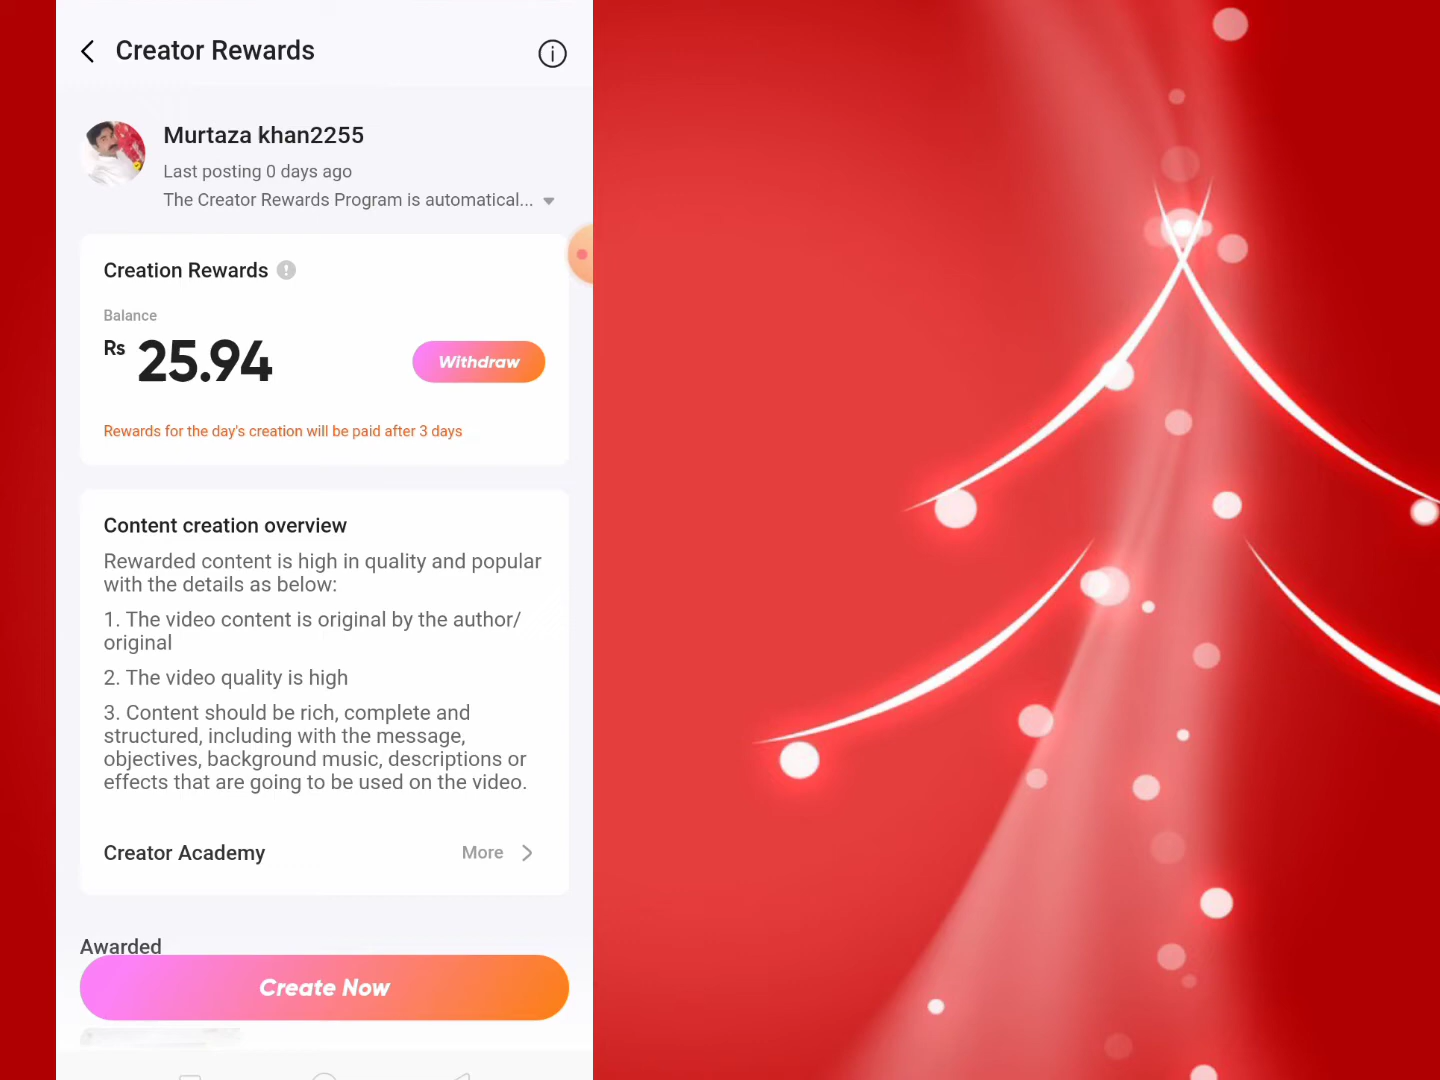 Creator Rewards
Murtaza khan2255
Last posting 0 days ago
The Creator Rewards Program is automatical...
Creation Rewards
Balance
Rs 25.94
Withdraw
Rewards for the day's creation will be paid after 3 days
Content creation overview
Rewarded content is high in quality and popular
with the details as below:
1. The video content is original by the author/
original
2. The video quality is high
3. Content should be rich, complete and
structured, including with the message,
objectives, background music, descriptions or
effects that are going to be used on the video.
Creator Academy
More
Awarded
Create Now